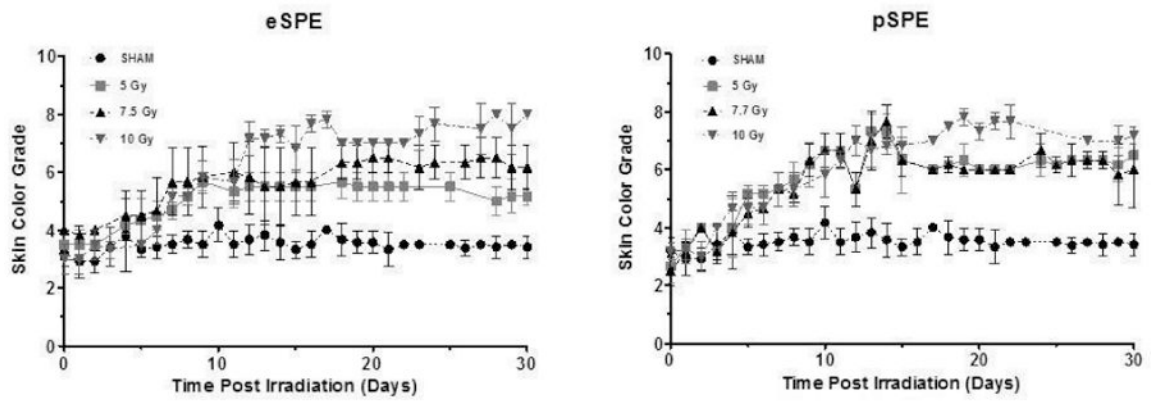 eSPE
10
8
6
4
2
0
Skin Color Grade
SHAM
5 Gy
7.5 Gy
10 Gy
0
10
20
30
Time Post Irradiation (Days)
pSPE
10
8
6
4
2
0
Skin Color Grade
SHAM
5 Gy
7.7 Gy
10 Gy
0
10
20
30
Time Post Irradiation (Days)